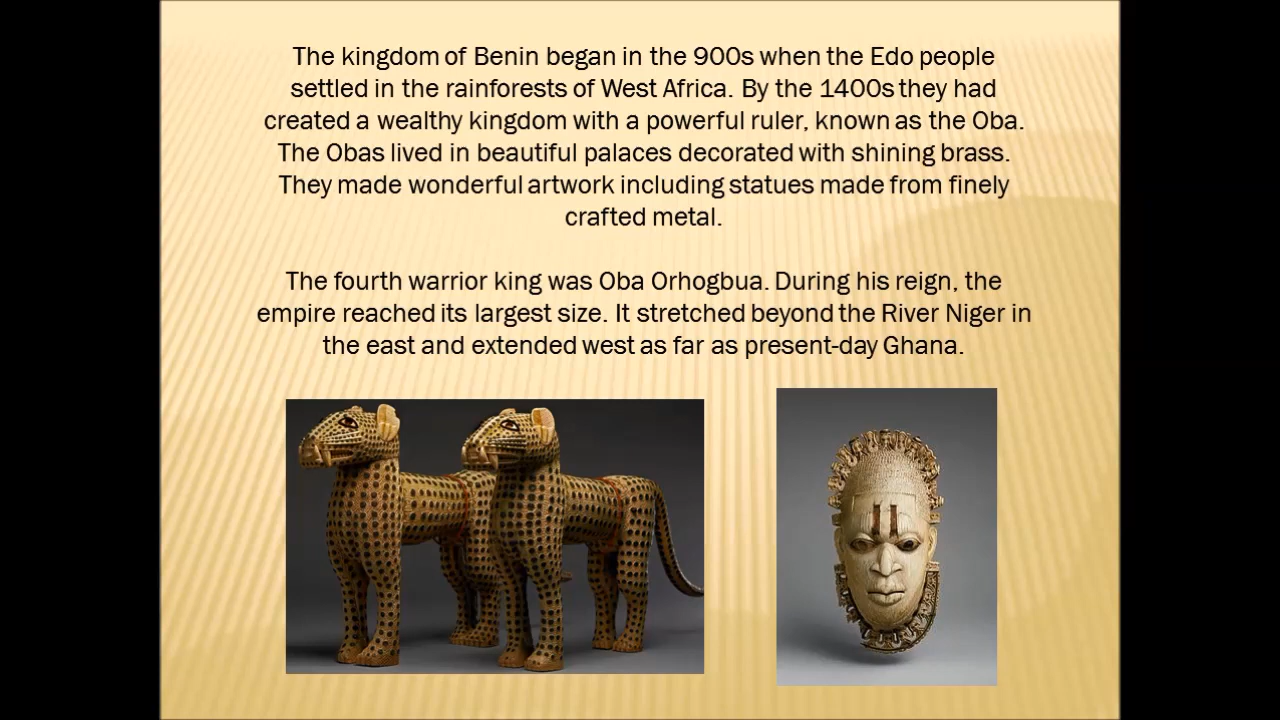 The kingdom of Benin began in the 900s when the Edo people
settled in the rainforests of West Africa. By the 1400s they had
created a wealthy kingdom with a powerful ruler, known as the Oba.
The Obas lived in beautiful palaces decorated with shining brass.
They made wonderful artwork including statues made from finely
crafted metal.
The fourth warrior king was Oba Orhogbua. During his reign, the
empire reached its largest size. It stretched beyond the River Niger in
the east and extended west as far as present-day Ghana.